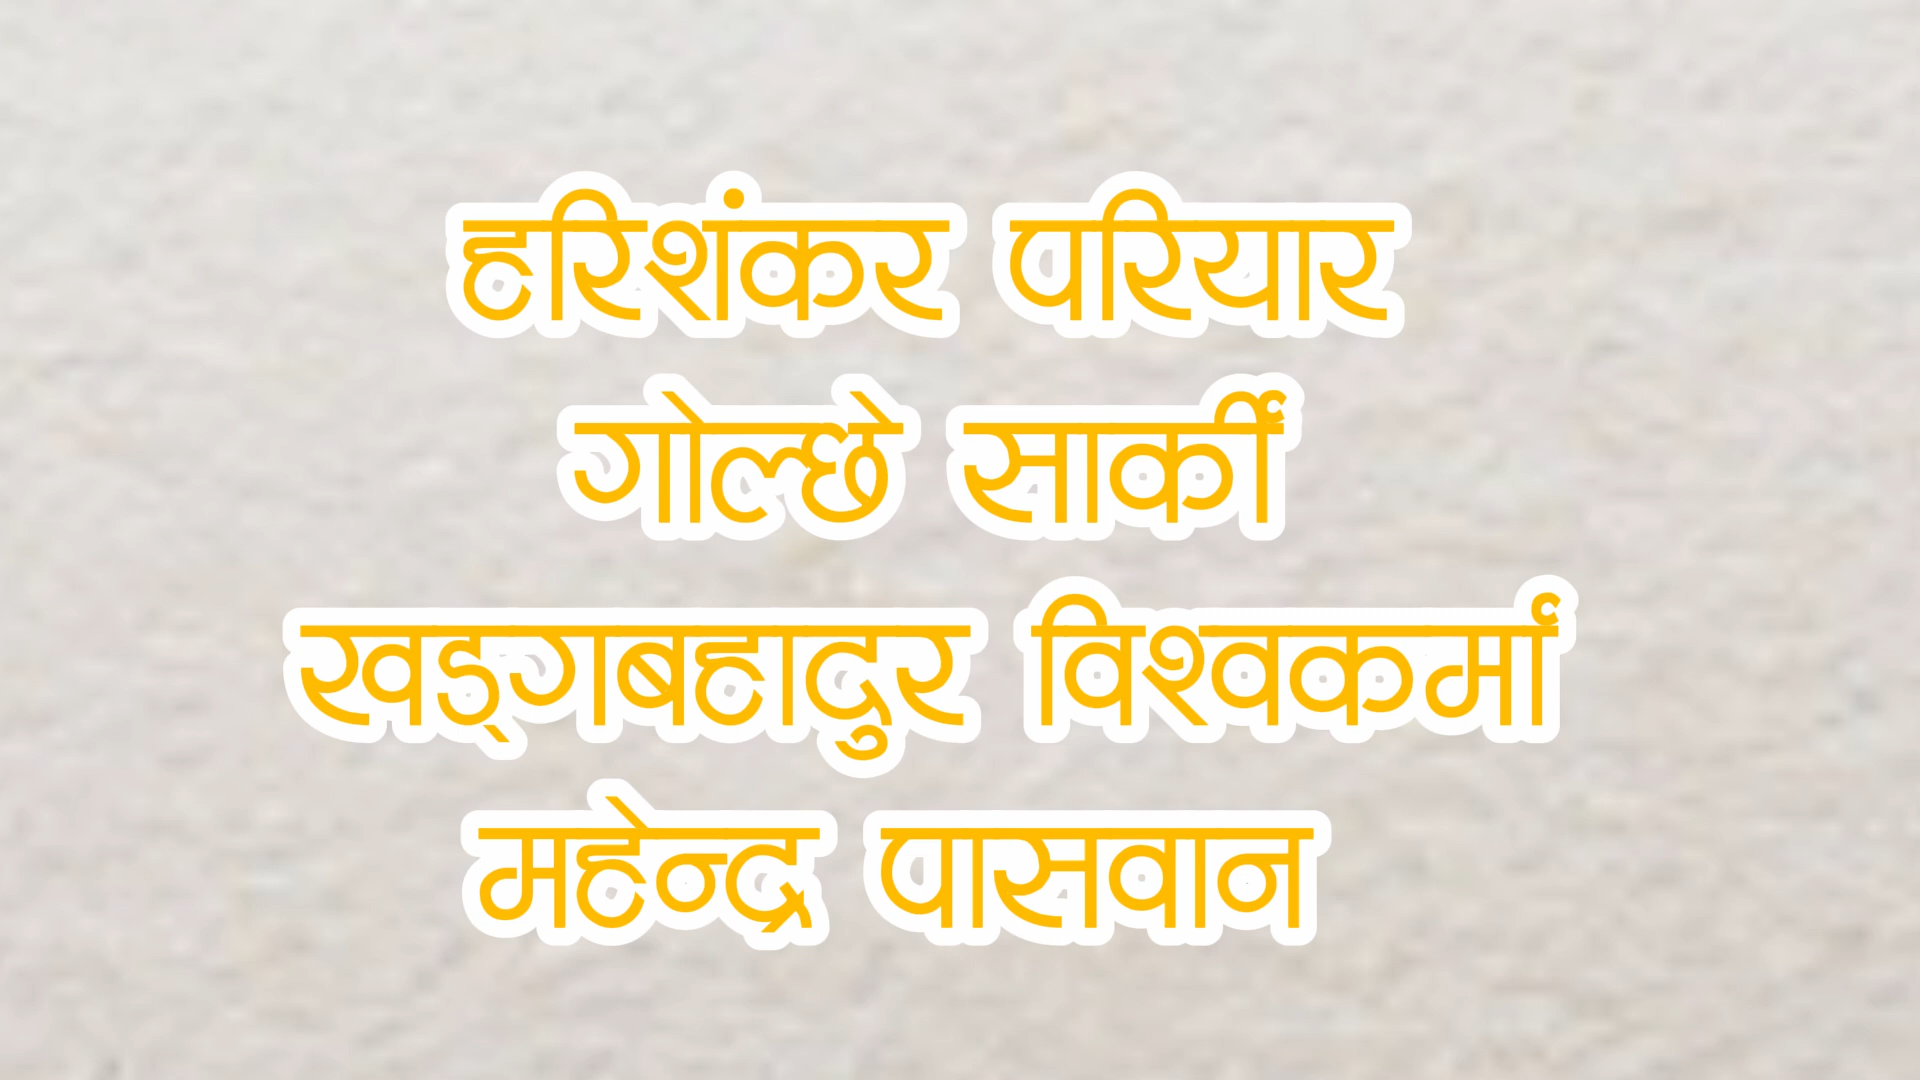 हरिशंकर परियार
गोल्छे सार्की
खड्गबहादुर विश्वकर्मा
महेन्द्र पासवान